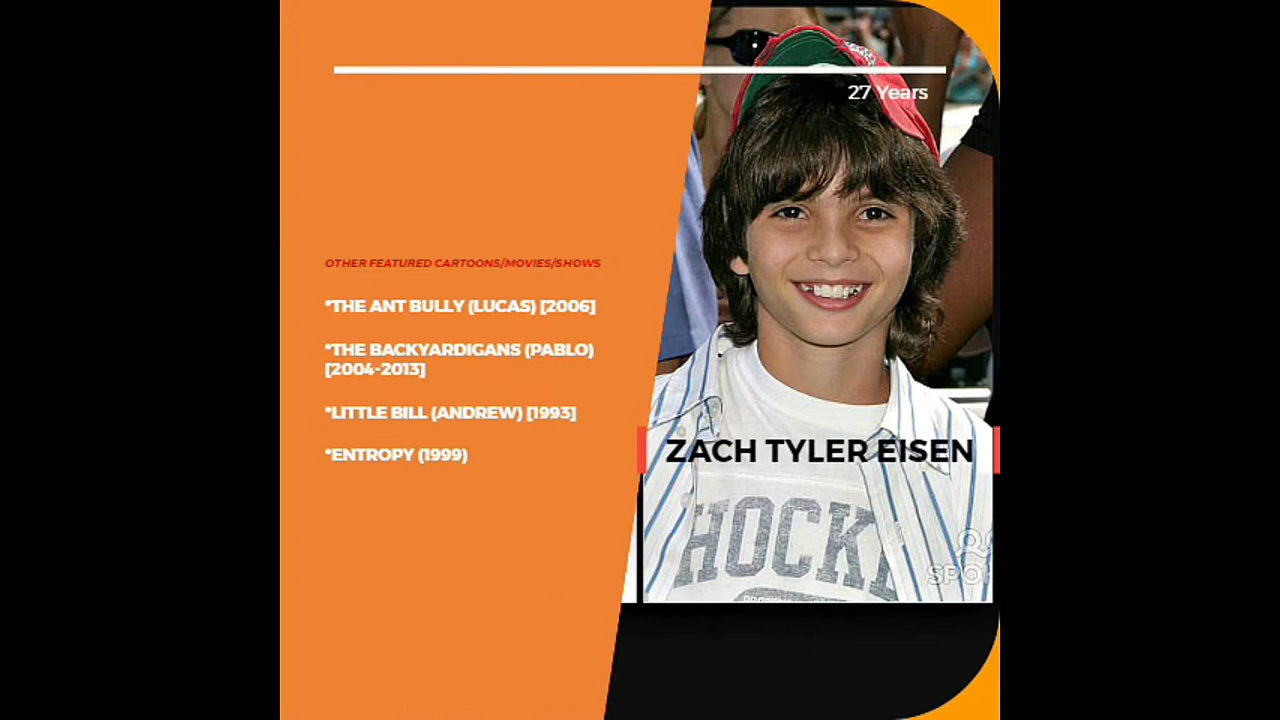 27 Years
OTHER FEATURED CARTOONS/MOVIES/SHOWS
*THE ANT BULLY (LUCAS) [2006]
*THE BACKYARDIGANS (PABLO)
[2004-2013]
*LITTLE BILL (ANDREW) [1993]
*ENTROPY (1999)
ZACH TYLER EISEN
HOCK
SPO